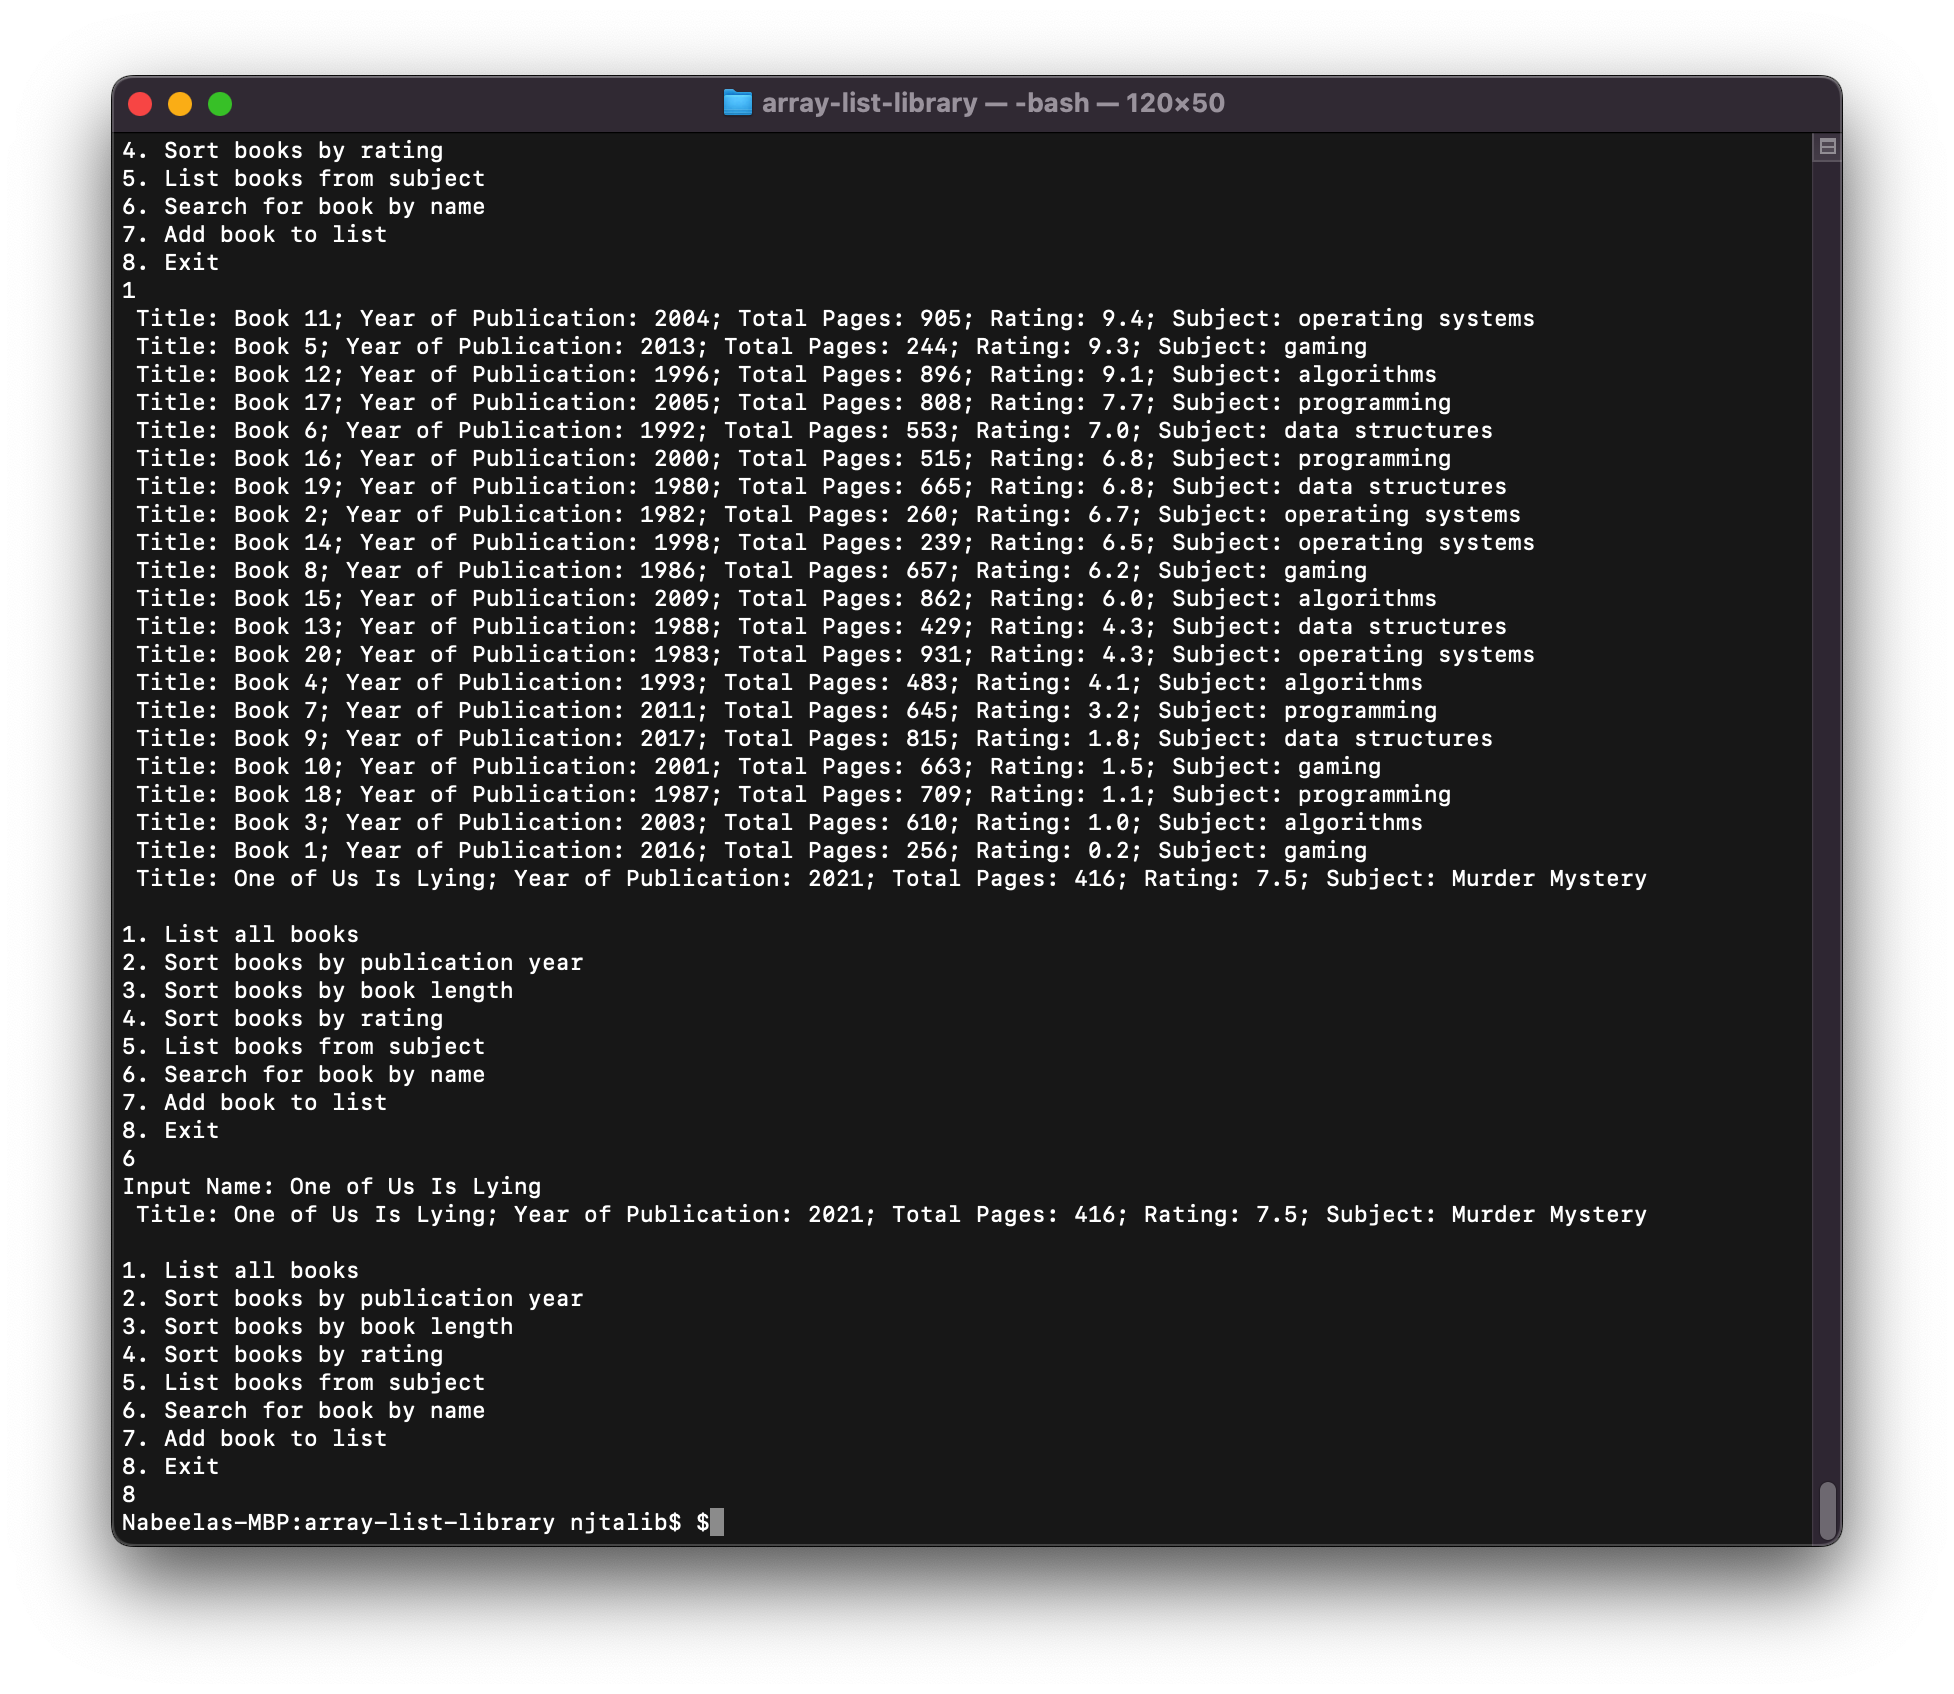 array-list-library — -bash — 120×50
4. Sort books by rating
5. List books from subject
6. Search for book by name
7. Add book to list
8. Exit
1
Title: Book 11; Year of Publication: 2004; Total Pages: 905; Rating: 9.4; Subject: operating systems
Title: Book 5; Year of Publication: 2013; Total Pages: 244; Rating: 9.3; Subject: gaming
Title: Book 12; Year of Publication: 1996; Total Pages: 896; Rating: 9.1; Subject: algorithms
Title: Book 17; Year of Publication: 2005; Total Pages: 808; Rating: 7.7; Subject: programming
Title: Book 6; Year of Publication: 1992; Total Pages: 553; Rating: 7.0; Subject: data structures
Title: Book 16; Year of Publication: 2000; Total Pages: 515; Rating: 6.8; Subject: programming
Title: Book 19; Year of Publication: 1980; Total Pages: 665; Rating: 6.8; Subject: data structures
Title: Book 2; Year of Publication: 1982; Total Pages: 260; Rating: 6.7; Subject: operating systems
Title: Book 14; Year of Publication: 1998; Total Pages: 239; Rating: 6.5; Subject: operating systems
Title: Book 8; Year of Publication: 1986; Total Pages: 657; Rating: 6.2; Subject: gaming
Title: Book 15; Year of Publication: 2009; Total Pages: 862; Rating: 6.0; Subject: algorithms
Title: Book 13; Year of Publication: 1988; Total Pages: 429; Rating: 4.3; Subject: data structures
Title: Book 20; Year of Publication: 1983; Total Pages: 931; Rating: 4.3; Subject: operating systems
Title: Book 4; Year of Publication: 1993; Total Pages: 483; Rating: 4.1; Subject: algorithms
Title: Book 7; Year of Publication: 2011; Total Pages: 645; Rating: 3.2; Subject: programming
Title: Book 9; Year of Publication: 2017; Total Pages: 815; Rating: 1.8; Subject: data structures
Title: Book 10; Year of Publication: 2001; Total Pages: 663; Rating: 1.5; Subject: gaming
Title: Book 18; Year of Publication: 1987; Total Pages: 709; Rating: 1.1; Subject: programming
Title: Book 3; Year of Publication: 2003; Total Pages: 610; Rating: 1.0; Subject: algorithms
Title: Book 1; Year of Publication: 2016; Total Pages: 256; Rating: 0.2; Subject: gaming
Title: One of Us Is Lying; Year of Publication: 2021; Total Pages: 416; Rating: 7.5; Subject: Murder Mystery
1. List all books
2. Sort books by publication year
3. Sort books by book length
4. Sort books by rating
5. List books from subject
6. Search for book by name
7. Add book to list
8. Exit
6
Input Name: One of Us Is Lying
Title: One of Us Is Lying; Year of Publication: 2021; Total Pages: 416; Rating: 7.5; Subject: Murder Mystery
1. List all books
2. Sort books by publication year
3. Sort books by book length
4. Sort books by rating
5. List books from subject
6. Search for book by name
7. Add book to list
8. Exit
8
Nabeelas-MBP:array-list-library njtalib$ $